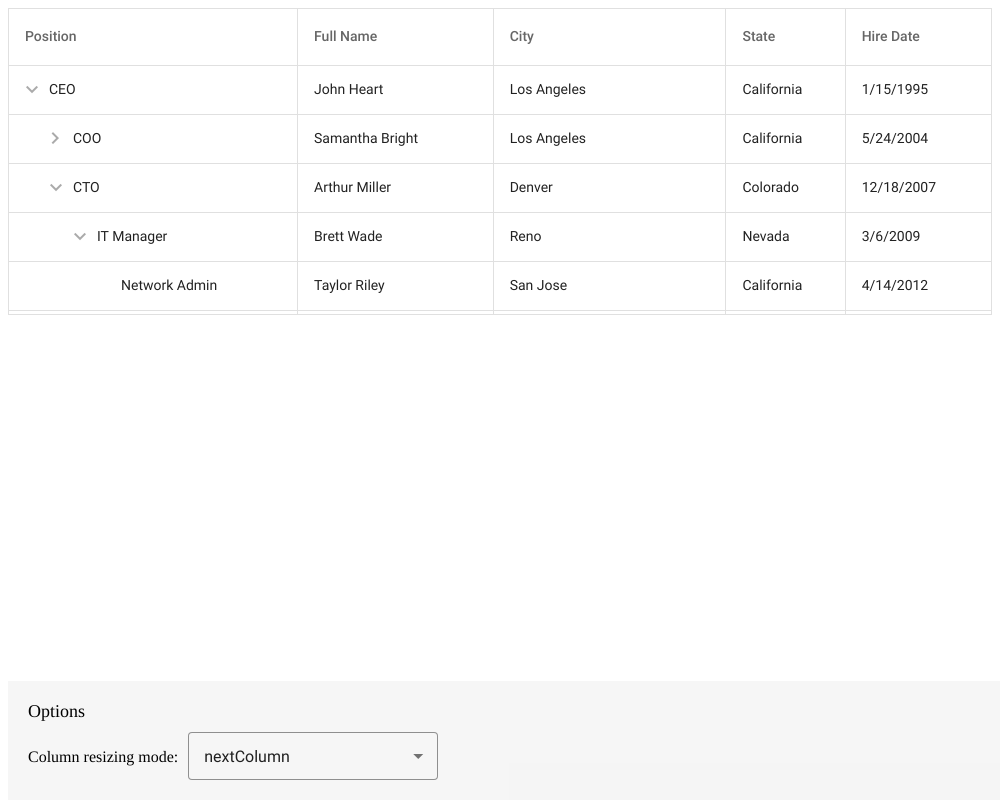 Position Full Name City State Hire Date
CEO John Heart Los Angeles California 1/15/1995
COO Samantha Bright Los Angeles California 5/24/2004
CTO Arthur Miller Denver Colorado 12/18/2007
IT Manager Brett Wade Reno Nevada 3/6/2009
Network Admin Taylor Riley San Jose California 4/14/2012
Options
Column resizing mode: nextColumn